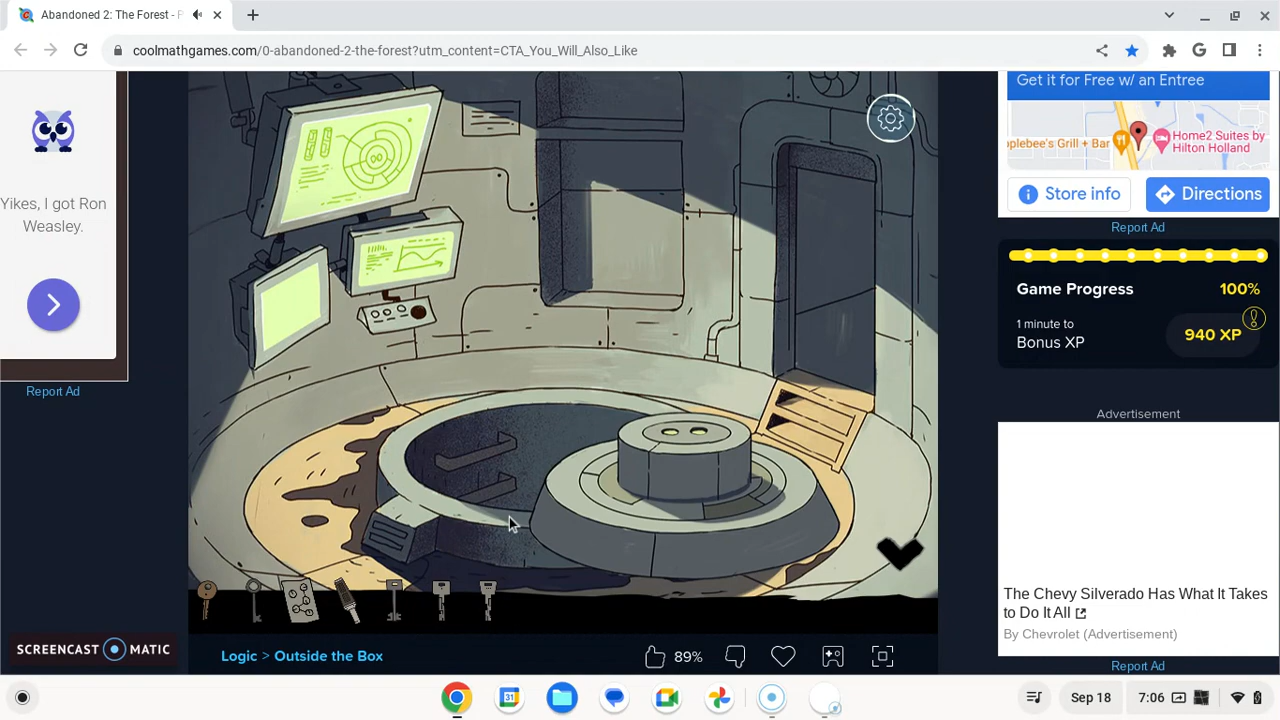 Abandoned 2: The Forest - P
coolmathgames.com/0-abandoned-2-the-forest?utm_content=CTA_You_Will_Also_Like
Yikes, I got Ron
Weasley.
Report Ad
Get it for Free w/ an Entree
plebee's Grill + Bar
Home2 Suites by
Hilton Holland
Store info
Directions
Report Ad
Game Progress
100%
1 minute to
Bonus XP
940 XP
Advertisement
The Chevy Silverado Has What It Takes
to Do It All
By Chevrolet (Advertisement)
Report Ad
SCREENCAST MATIC
Logic > Outside the Box
89%
31
Sep 18
7:06